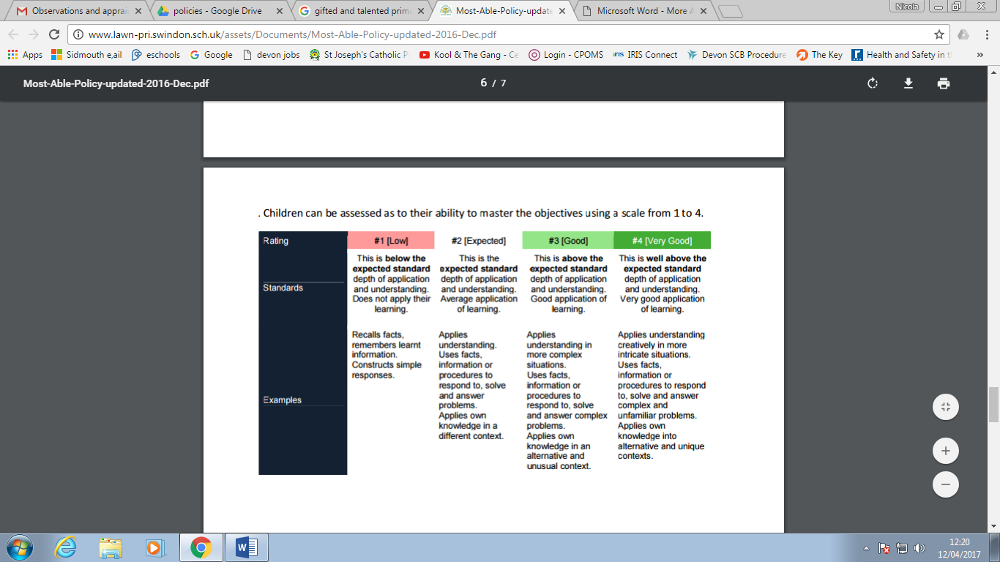 Observations and apprai
policies - Google Drive
gifted and talented prim
Most-Able-Policy-update
Microsoft Word - More A
Nicola
www.lawn-pri.swindon.sch.uk/assets/Documents/Most-Able-Policy-updated-2016-Dec.pdf
Apps
Sidmouth e,ail
eschools
Google
devon jobs
St Joseph's Catholic P
Kool & The Gang - Ce
Login - CPOMS
IRIS IRIS Connect
Devon SCB Procedure
The Key
Health and Safety in t
»
Most-Able-Policy-updated-2016-Dec.pdf
6 / 7
. Children can be assessed as to their ability to master the objectives using a scale from 1 to 4.
Rating
#1 [Low]
#2 [Expected]
#3 [Good]
#4 [Very Good]
Standards
This is below the
expected standard
depth of application
and understanding.
Does not apply their
learning.
This is the
expected standard
depth of application
and understanding.
Average application
of learning.
This is above the
expected standard
depth of application
and understanding.
Good application of
learning.
This is well above the
expected standard
depth of application
and understanding.
Very good application
of learning.
Examples
Recalls facts,
remembers learnt
information.
Constructs simple
responses.
Applies
understanding.
Uses facts,
information or
procedures to
respond to, solve
and answer
problems.
Applies own
knowledge in a
different context.
Applies
understanding in
more complex
situations.
Uses facts,
information or
procedures to
respond to, solve
and answer complex
problems.
Applies own
knowledge in an
alternative and
unusual context.
Applies understanding
creatively in more
intricate situations.
Uses facts,
information or
procedures to respond
to, solve and answer
complex and
unfamiliar problems.
Applies own
knowledge into
alternative and unique
contexts.
12:20
12/04/2017